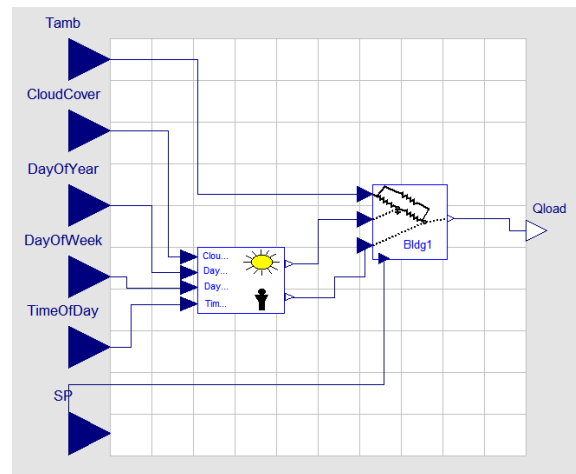 Tamb
CloudCover
DayOfYear
DayOfWeek
TimeOfDay
SP
Clou...
Day...
Day...
Tim...
Bldg1
Qload